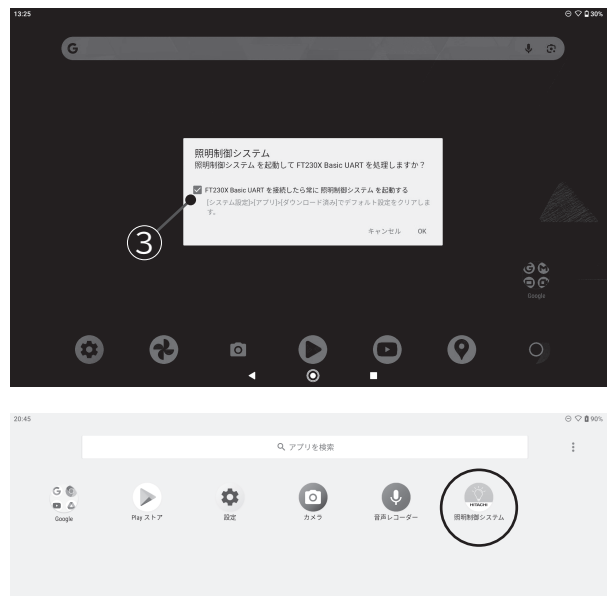 13:25
30%
G
照明制御システム
照明制御システム を起動して FT230X Basic UART を処理しますか？
FT230X Basic UART を接続したら常に 照明制御システム を起動する
[システム設定]>[アプリ]>[ダウンロード済み]でデフォルト設定をクリアしま
す。
キャンセル OK
③
Google
20:45
90%
アプリを検索
G
HITACHI
Google
Play ストア
設定
カメラ
音声レコーダー
照明制御システム